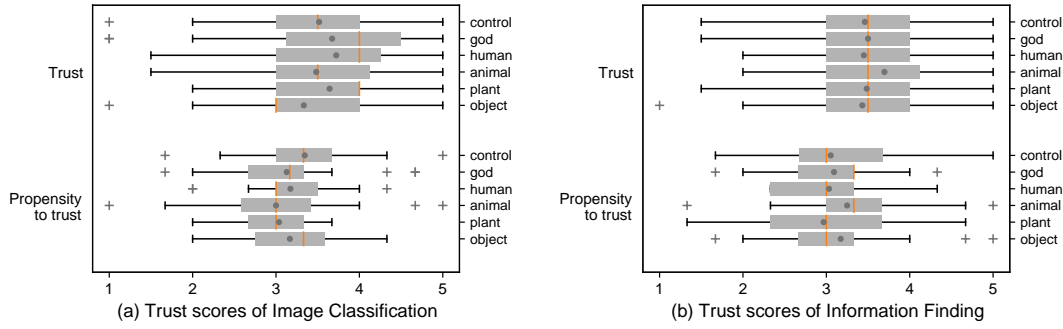 control
god
human
Trust
animal
plant
object
control
god
human
Propensity
to trust
animal
plant
object
1 2 3 4 5
(a) Trust scores of Image Classification
control
god
human
Trust
animal
plant
object
control
god
human
Propensity
to trust
animal
plant
object
1 2 3 4 5
(b) Trust scores of Information Finding